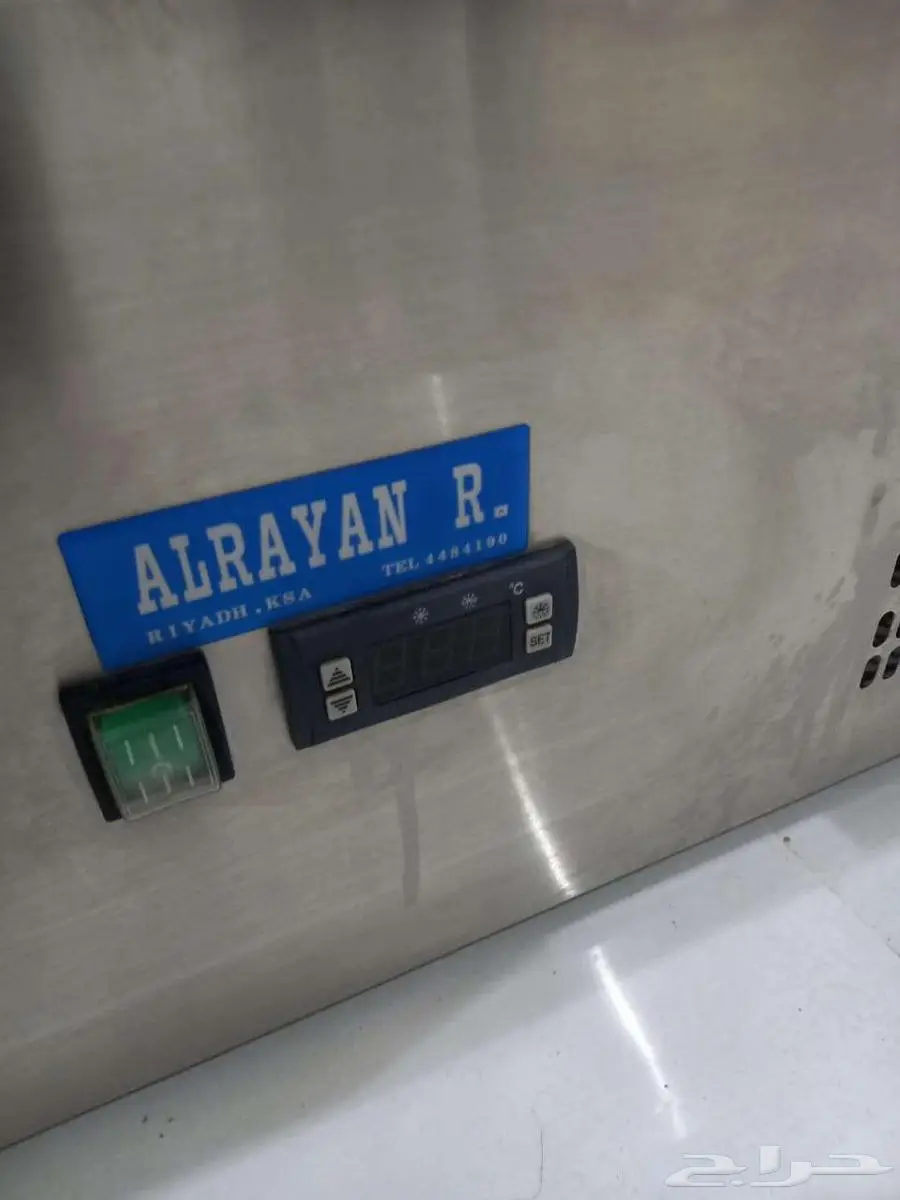 ALRAYAN R.
RIYADH . KSA TEL 4484190
°C
SET
حراج